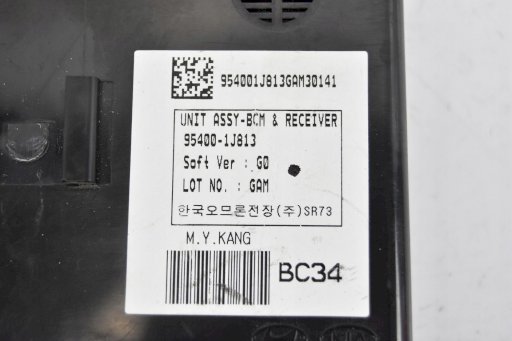 954001J813GAM30141
UNIT ASSY-BCM & RECEIVER
95400-1J813
Soft Ver : G0
LOT NO. : GAM
한국오므론전장(주)SR73
M.Y.KANG
BC34